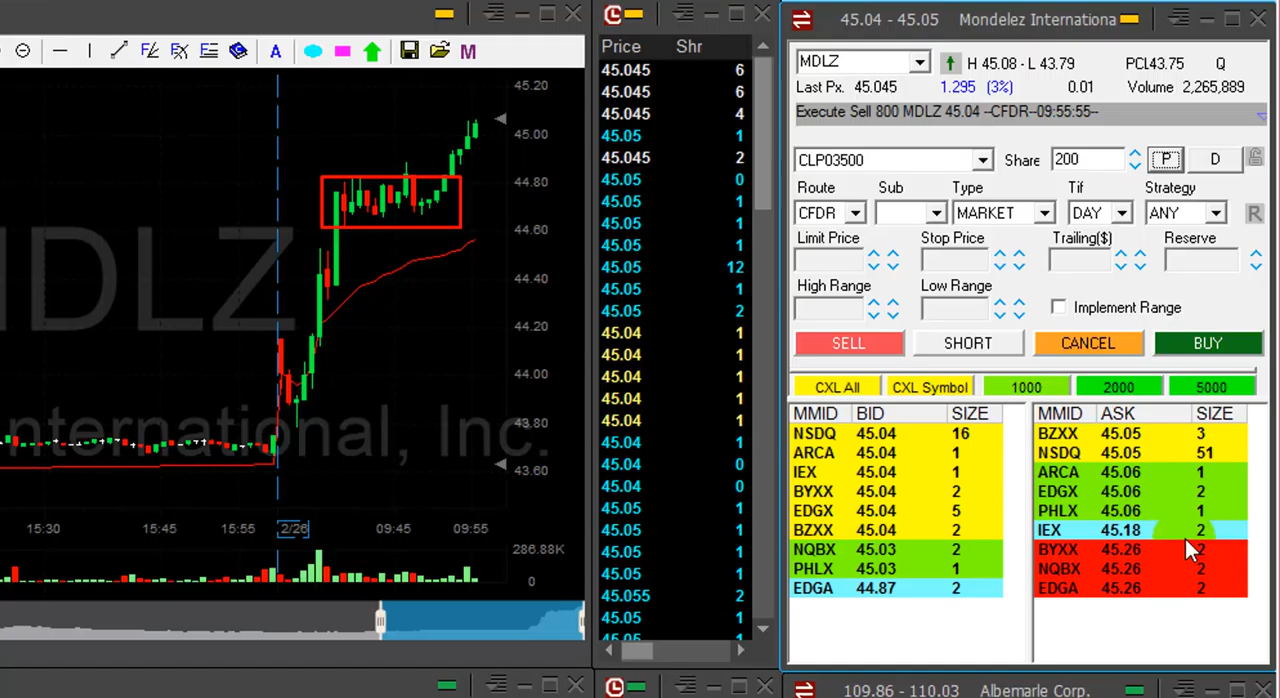 A
M
45.20
45.00
44.80
44.60
44.40
44.20
44.00
43.80
43.60
MDLZ
International, Inc.
15:30 15:45 15:55 2/26 09:45 09:55
286.88K
0
Price Shr
45.045 6
45.045 6
45.045 4
45.05 1
45.045 2
45.05 0
45.05 1
45.05 1
45.05 1
45.05 12
45.05 1
45.05 2
45.04 1
45.04 1
45.04 1
45.04 1
45.04 1
45.04 1
45.04 0
45.04 0
45.05 1
45.05 1
45.05 1
45.05 1
45.055 2
45.05 1
45.04 - 45.05 Mondelez Internationa
MDLZ H 45.08 - L 43.79 PCL43.75 Q
Last Px. 45.045 1.295 (3%) 0.01 Volume 2,265,889
Execute Sell 800 MDLZ 45.04 --CFDR--09:55:55--
CLP03500 Share 200 P D
Route Sub Type Tif Strategy
CFDR MARKET DAY ANY R
Limit Price Stop Price Trailing($) Reserve
High Range Low Range Implement Range
SELL SHORT CANCEL BUY
CXL All CXL Symbol 1000 2000 5000
MMID BID SIZE MMID ASK SIZE
NSDQ 45.04 16 BZXX 45.05 3
ARCA 45.04 1 NSDQ 45.05 51
IEX 45.04 1 ARCA 45.06 1
BYXX 45.04 2 EDGX 45.06 2
EDGX 45.04 5 PHLX 45.06 1
BZXX 45.04 2 IEX 45.18 2
NQBX 45.03 2 BYXX 45.26 2
PHLX 45.03 1 NQBX 45.26 2
EDGA 44.87 2 EDGA 45.26 2
109.86 - 110.03 Albemarle Corp.